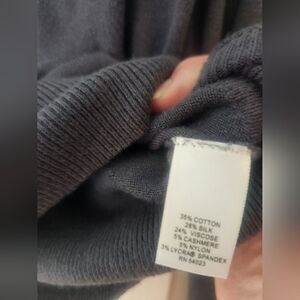 35% COTTON
28% SILK
24% VISCOSE
5% CASHMERE
5% NYLON
3% LYCRA® SPANDEX
RN 54023